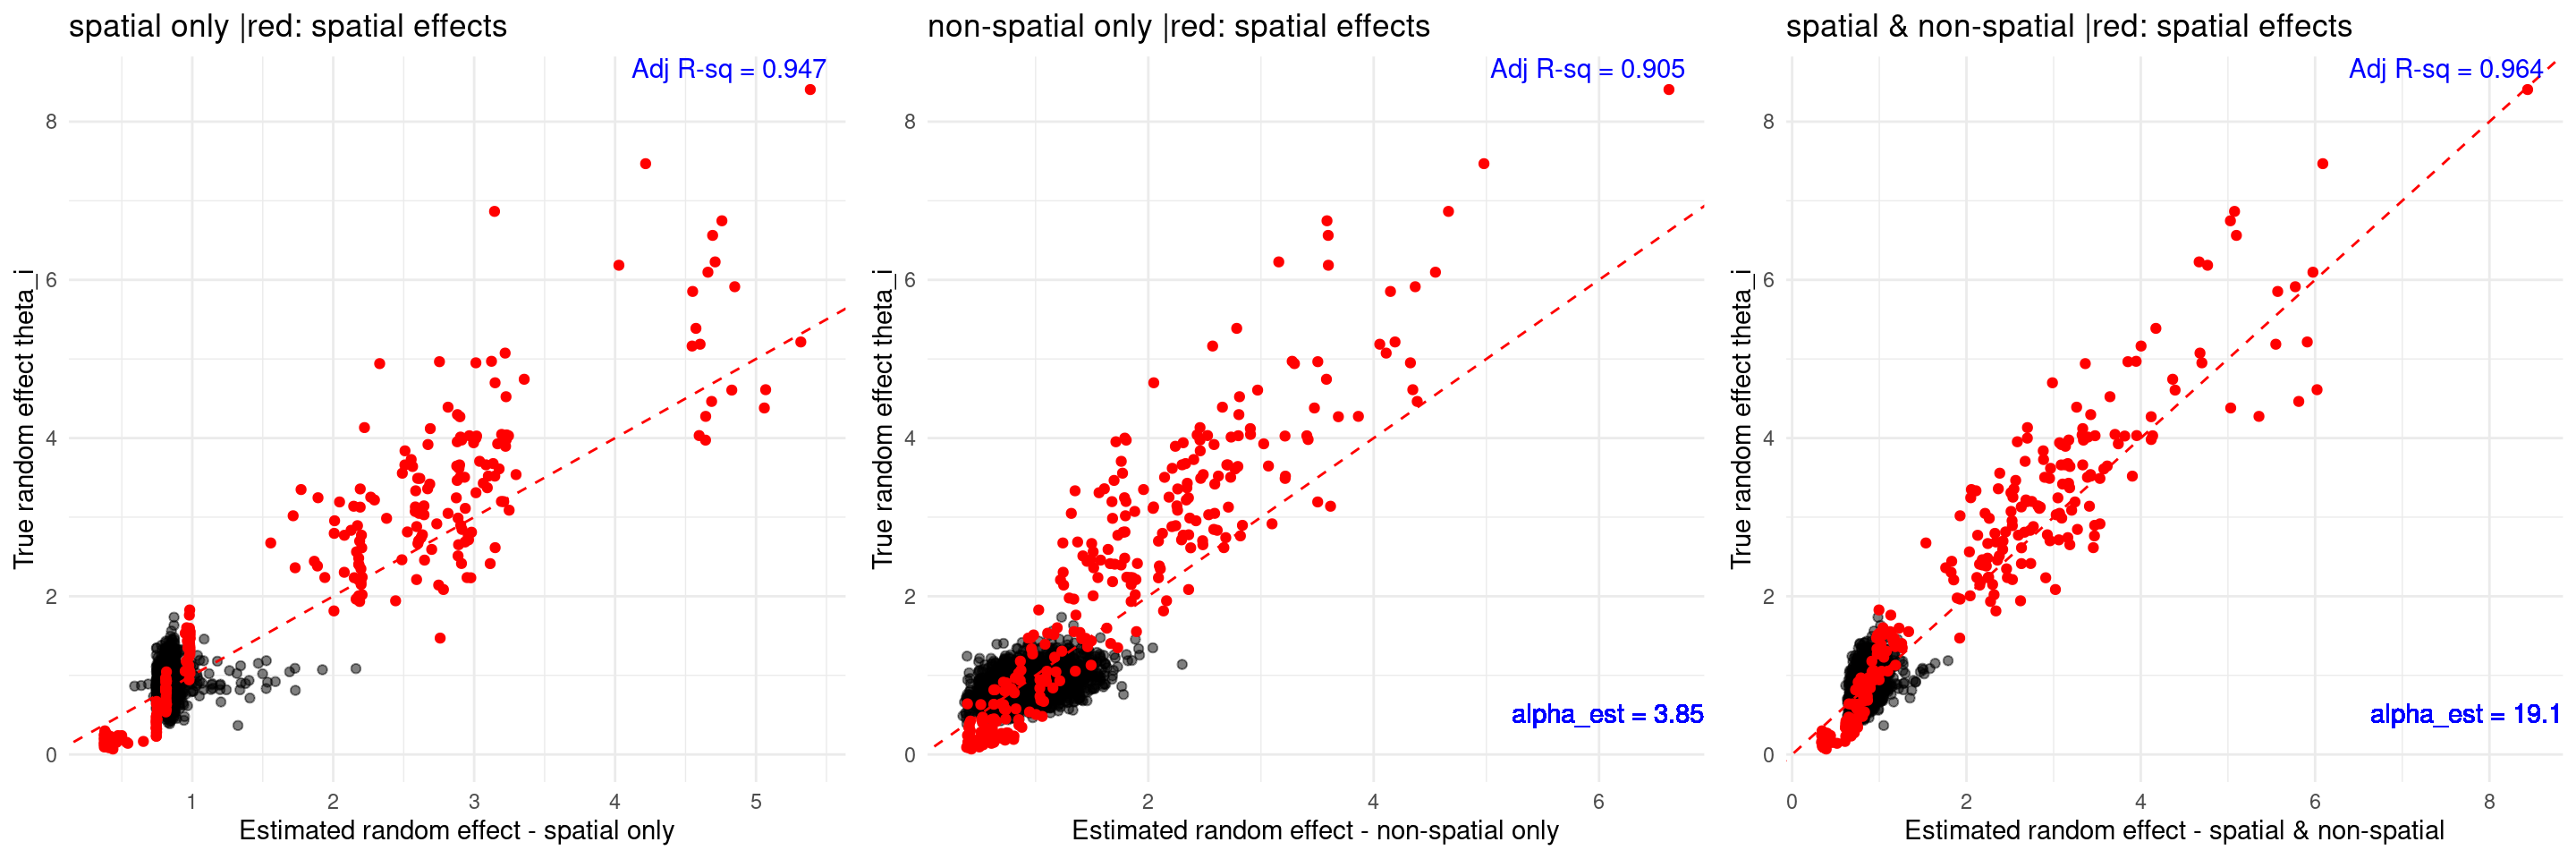 spatial only |red: spatial effects
Adj R-sq = 0.947
True random effect theta_i
8
6
4
2
0
1 2 3 4 5
Estimated random effect - spatial only
non-spatial only |red: spatial effects
Adj R-sq = 0.905
True random effect theta_i
8
6
4
2
0
alpha_est = 3.85
2 4 6
Estimated random effect - non-spatial only
spatial & non-spatial |red: spatial effects
Adj R-sq = 0.964
True random effect theta_i
8
6
4
2
0
alpha_est = 19.1
0 2 4 6 8
Estimated random effect - spatial & non-spatial